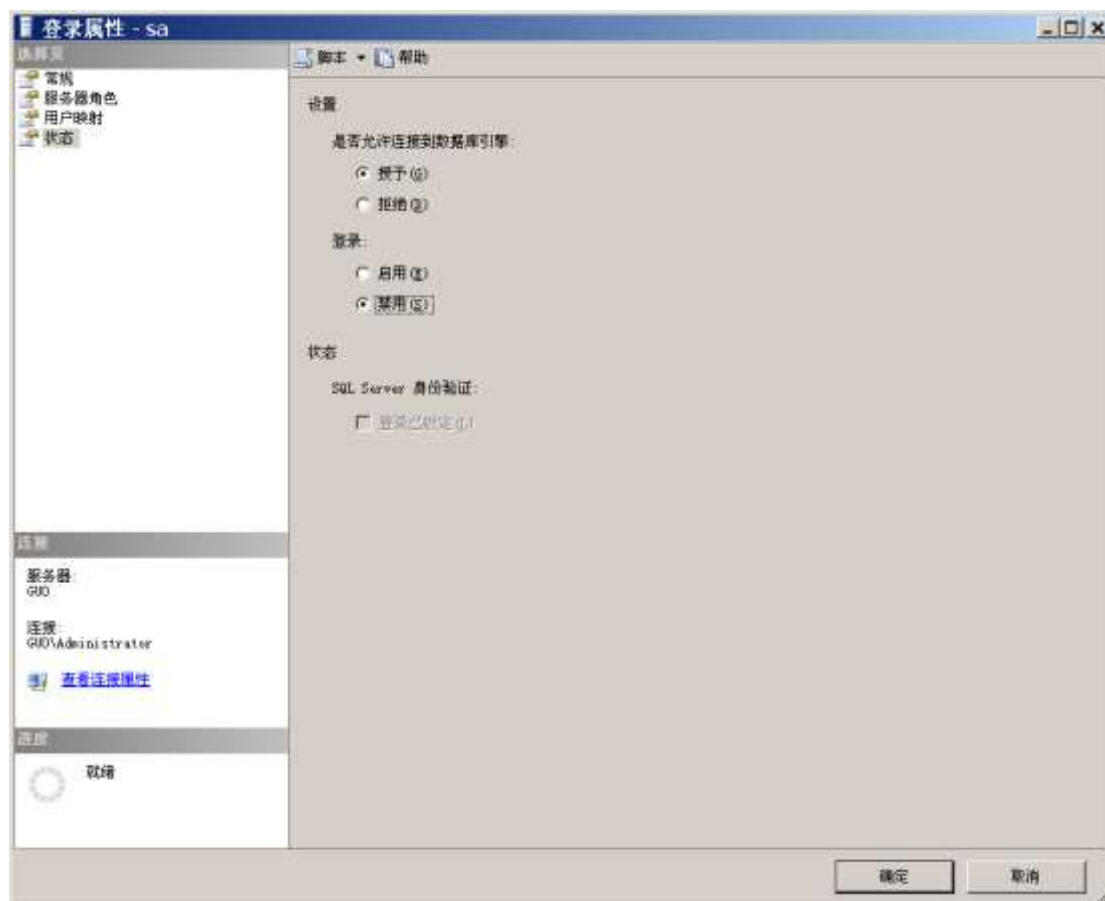 登录属性 - sa
选择页
常规
服务器角色
用户映射
状态
脚本 帮助
设置
是否允许连接到数据库引擎:
授予(G)
拒绝(D)
登录:
启用(E)
禁用(S)
状态
SQL Server 身份验证:
登录已锁定(L)
连接
服务器:
GUO
连接:
GUO\Administrator
查看连接属性
进度
就绪
确定 取消